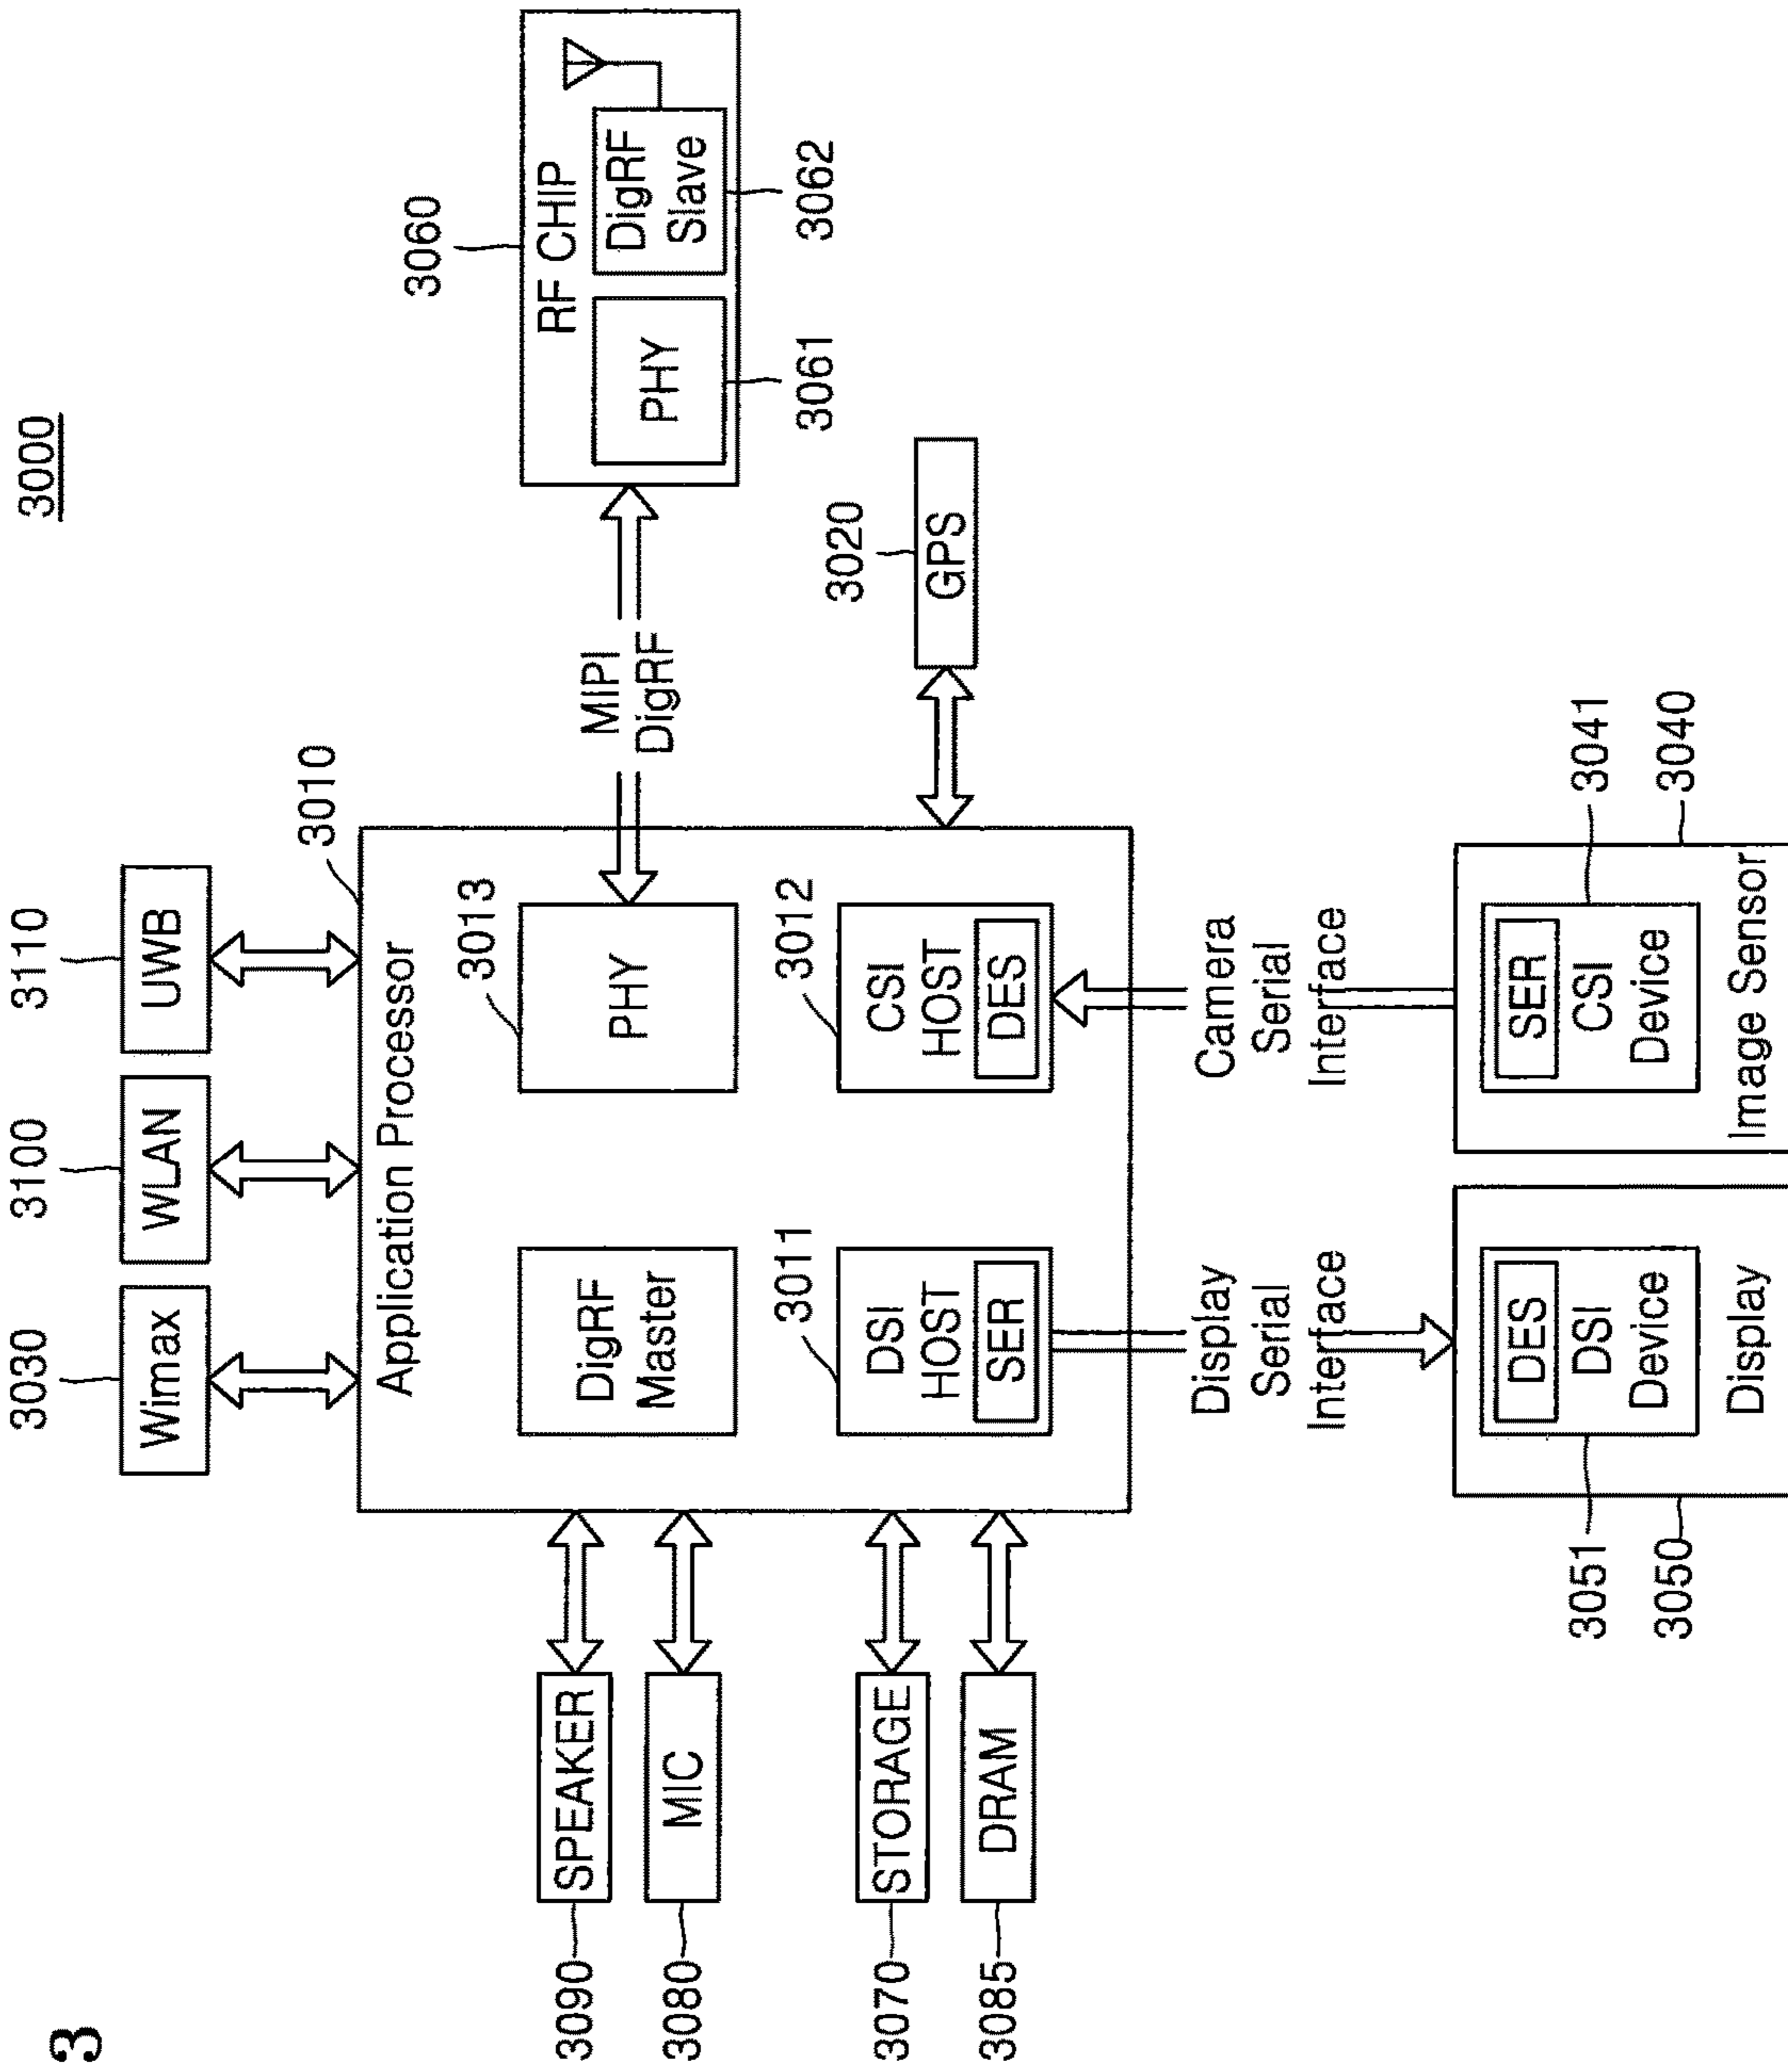 3
3000
3030
3100
3110
Wimax
WLAN
UWB
3010
3060
Application Processor
RF CHIP
3090
SPEAKER
3080
MIC
DigRF
Master
3013
PHY
MIPI
DigRF
PHY
DigRF
Slave
3061
3062
3070
STORAGE
3085
DRAM
3011
DSI
HOST
SER
3012
CSI
HOST
DES
3020
GPS
Display
Serial
Interface
Camera
Serial
Interface
3051
3050
DES
DSI
Device
Display
SER
CSI
Device
Image Sensor
3041
3040